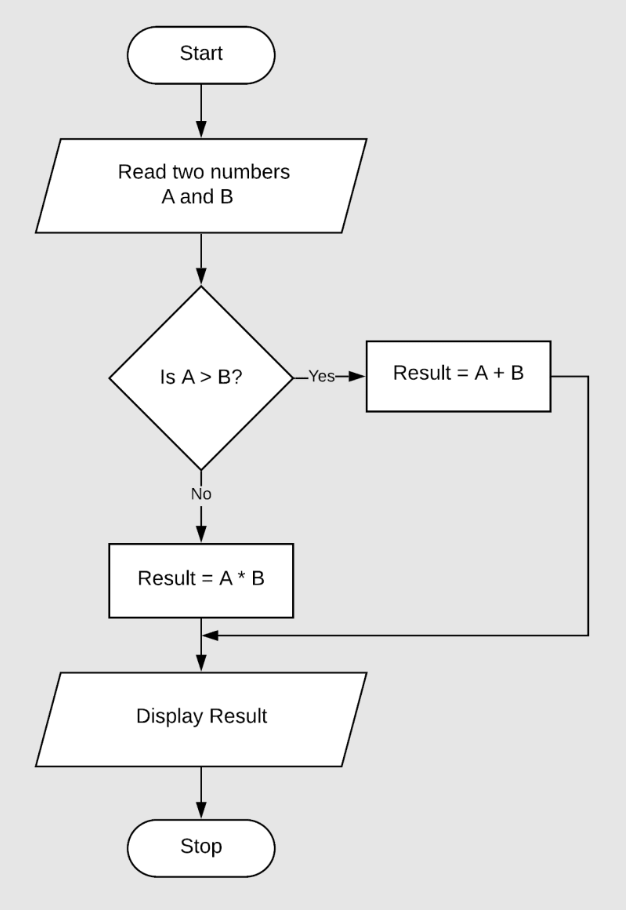 Start
Read two numbers
A and B
Is A > B?
Yes
Result = A + B
No
Result = A * B
Display Result
Stop